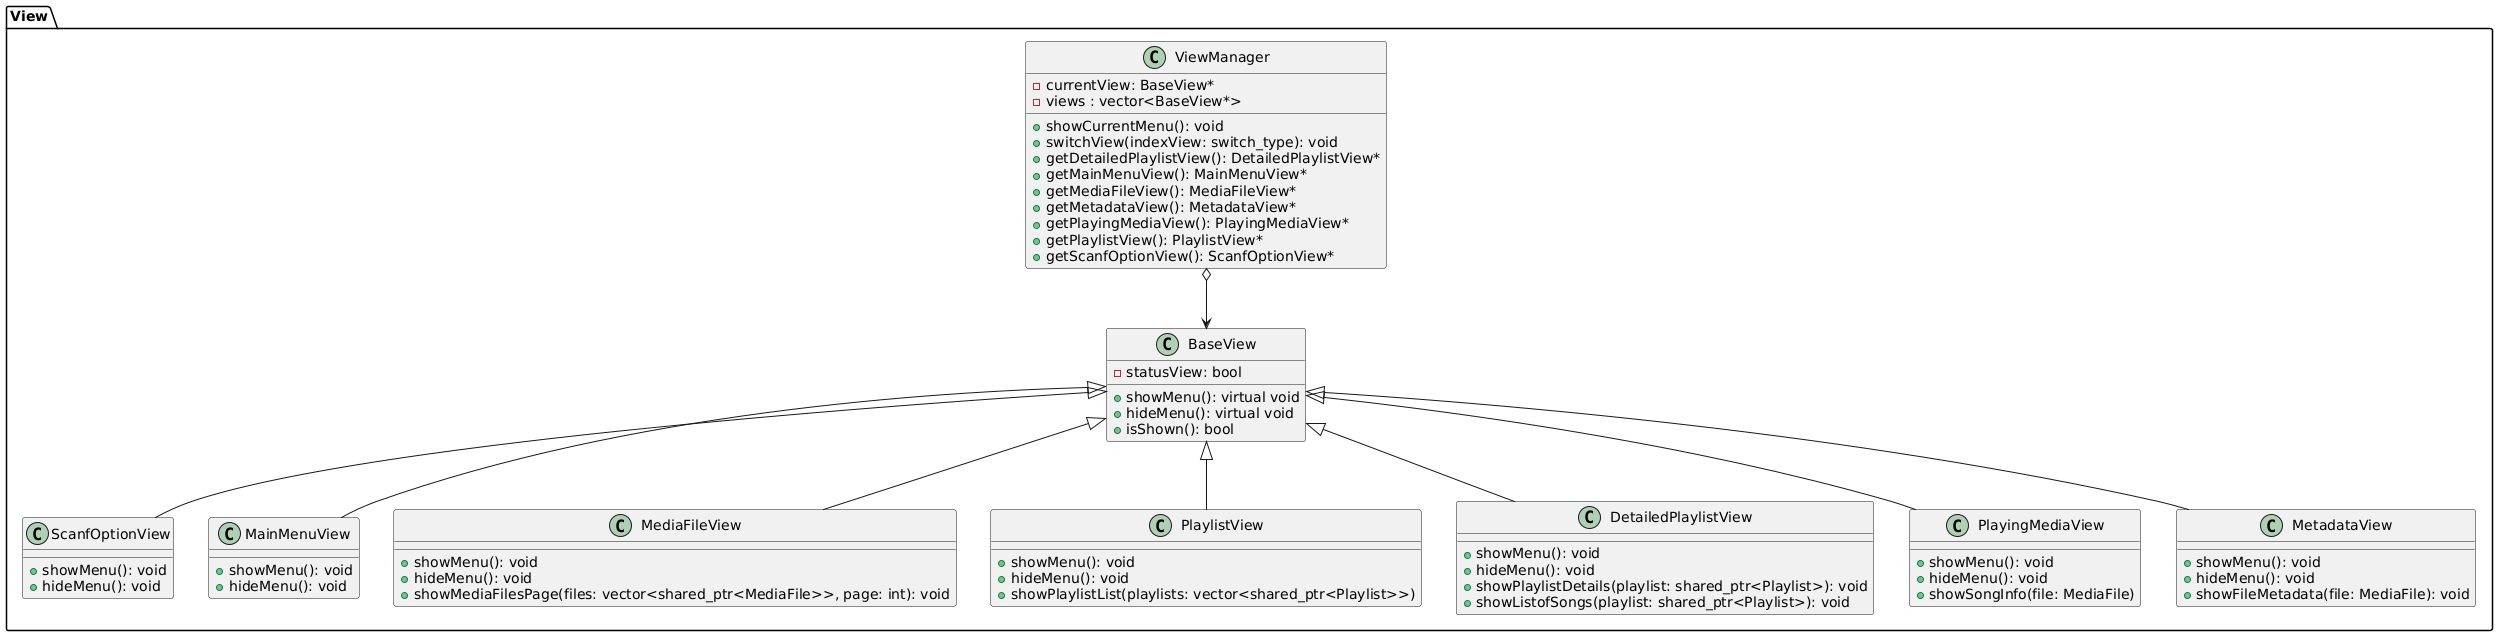 View
ViewManager
currentView: BaseView*
views : vector<BaseView*>
showCurrentMenu(): void
switchView(indexView: switch_type): void
getDetailedPlaylistView(): DetailedPlaylistView*
getMainMenuView(): MainMenuView*
getMediaFileView(): MediaFileView*
getMetadataView(): MetadataView*
getPlayingMediaView(): PlayingMediaView*
getPlaylistView(): PlaylistView*
getScanfOptionView(): ScanfOptionView*
BaseView
statusView: bool
showMenu(): virtual void
hideMenu(): virtual void
isShown(): bool
ScanfOptionView
showMenu(): void
hideMenu(): void
MainMenuView
showMenu(): void
hideMenu(): void
MediaFileView
showMenu(): void
hideMenu(): void
showMediaFilesPage(files: vector<shared_ptr<MediaFile>>, page: int): void
PlaylistView
showMenu(): void
hideMenu(): void
showPlaylistList(playlists: vector<shared_ptr<Playlist>>)
DetailedPlaylistView
showMenu(): void
hideMenu(): void
showPlaylistDetails(playlist: shared_ptr<Playlist>): void
showListofSongs(playlist: shared_ptr<Playlist>): void
PlayingMediaView
showMenu(): void
hideMenu(): void
showSongInfo(file: MediaFile)
MetadataView
showMenu(): void
hideMenu(): void
showFileMetadata(file: MediaFile): void